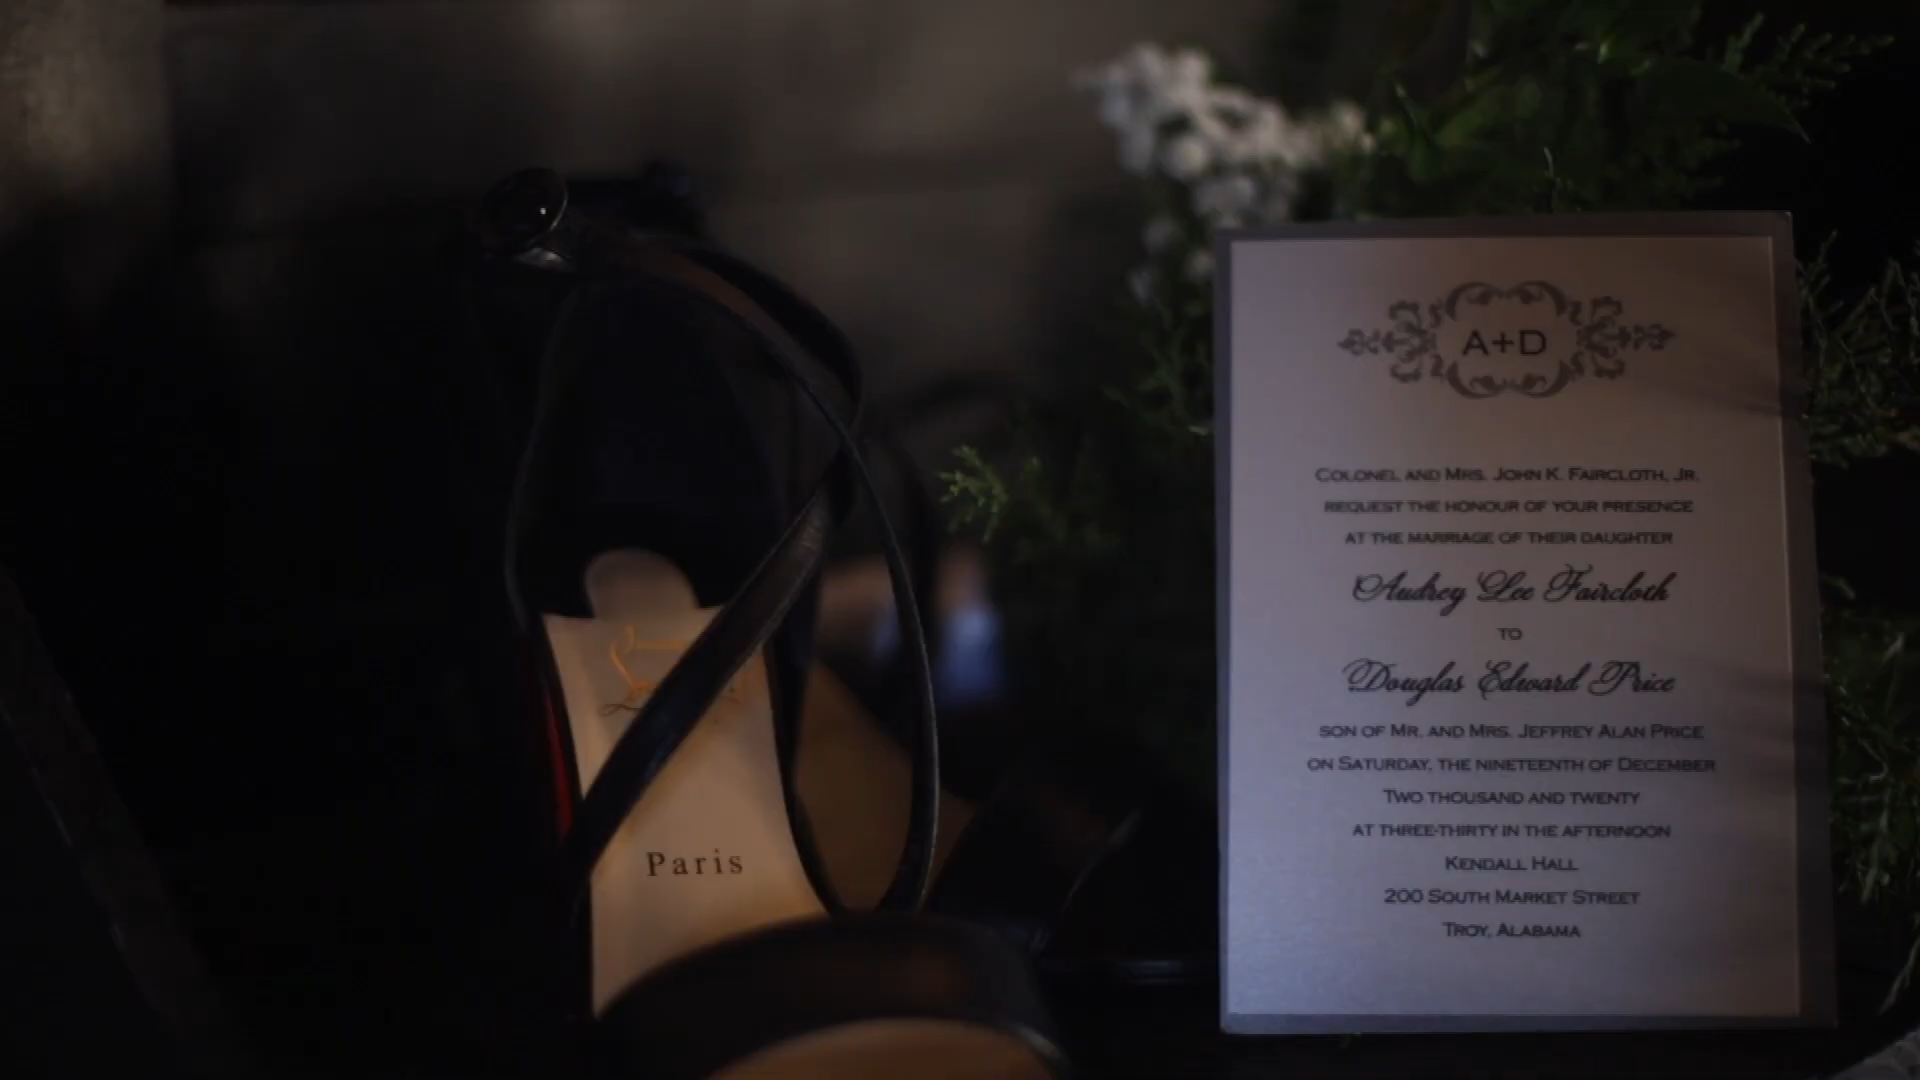 A+D
Colonel and Mrs. John K. Faircloth, Jr.
request the honour of your presence
at the marriage of their daughter
Audrey Lee Faircloth
to
Douglas Edward Price
son of Mr. and Mrs. Jeffrey Alan Price
on Saturday, the nineteenth of December
Two thousand and twenty
at three-thirty in the afternoon
Kendall Hall
200 South Market Street
Troy, Alabama
Paris